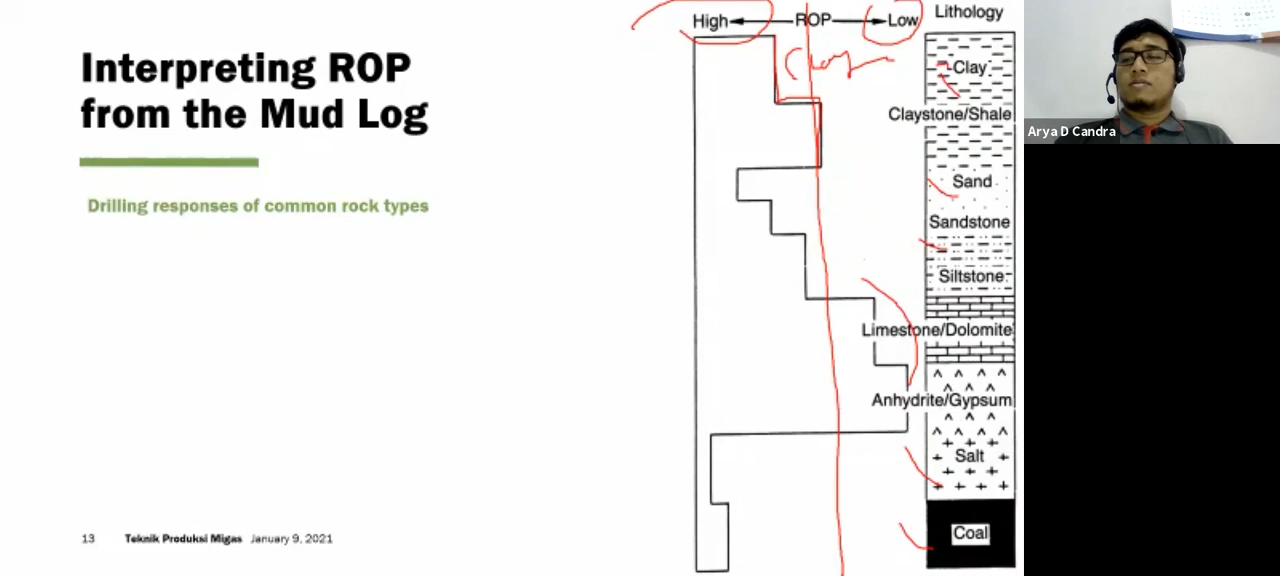 Interpreting ROP
from the Mud Log
Drilling responses of common rock types
13 Teknik Produksi Migas January 9, 2021
High ROP Low
Lithology
Clay
Claystone/Shale
Sand
Sandstone
Siltstone
Limestone/Dolomite
Anhydrite/Gypsum
Salt
Coal
Arya D Candra